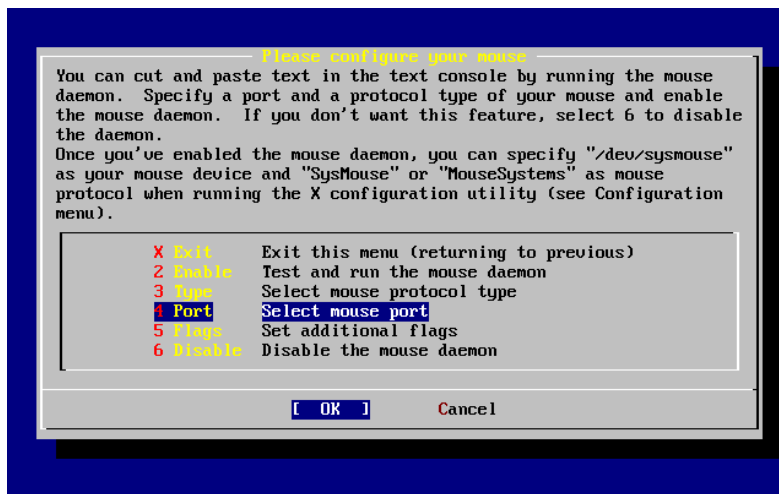 Please configure your mouse
You can cut and paste text in the text console by running the mouse
daemon.  Specify a port and a protocol type of your mouse and enable
the mouse daemon.  If you don't want this feature, select 6 to disable
the daemon.
Once you've enabled the mouse daemon, you can specify "/dev/sysmouse"
as your mouse device and "SysMouse" or "MouseSystems" as mouse
protocol when running the X configuration utility (see Configuration
menu).
X Exit Exit this menu (returning to previous)
2 Enable Test and run the mouse daemon
3 Type Select mouse protocol type
4 Port Select mouse port
5 Flags Set additional flags
6 Disable Disable the mouse daemon
[ OK ] Cancel